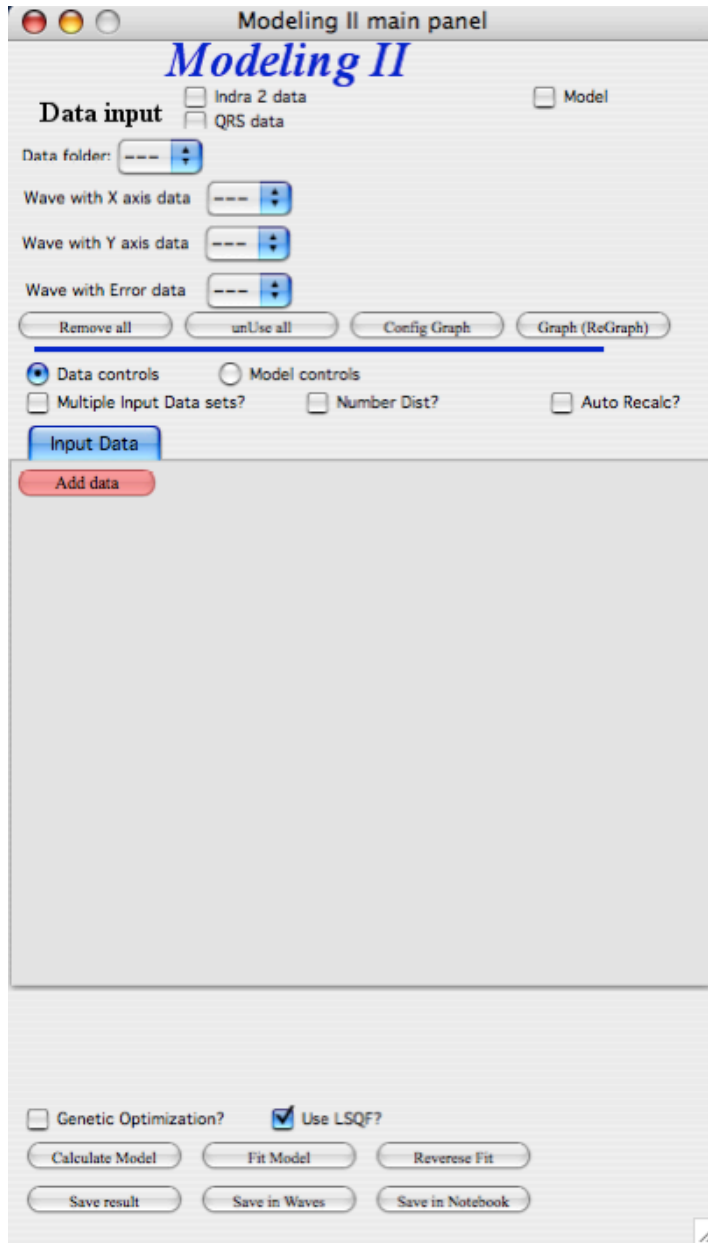 Modeling II main panel
Modeling II
Data input
Indra 2 data
Model
QRS data
Data folder: ---
Wave with X axis data ---
Wave with Y axis data ---
Wave with Error data ---
Remove all unUse all Config Graph Graph (ReGraph)
Data controls Model controls
Multiple Input Data sets? Number Dist? Auto Recalc?
Input Data
Add data
Genetic Optimization? Use LSQF?
Calculate Model Fit Model Reverese Fit
Save result Save in Waves Save in Notebook